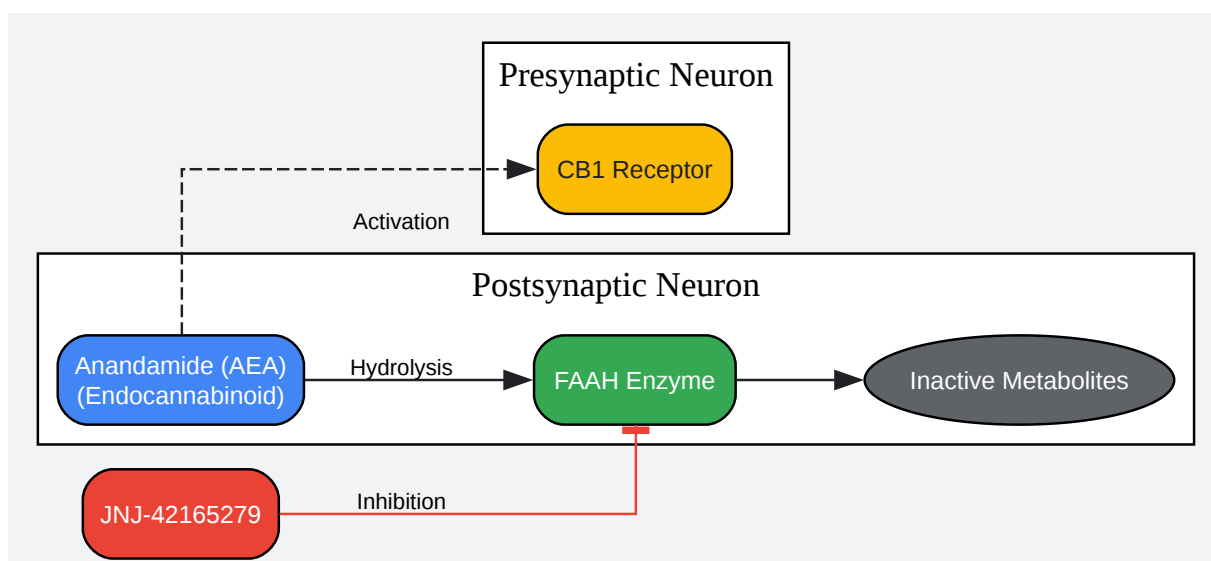 Presynaptic Neuron
CB1 Receptor
Activation
Postsynaptic Neuron
Anandamide (AEA)
(Endocannabinoid)
Hydrolysis
FAAH Enzyme
Inactive Metabolites
JNJ-42165279
Inhibition